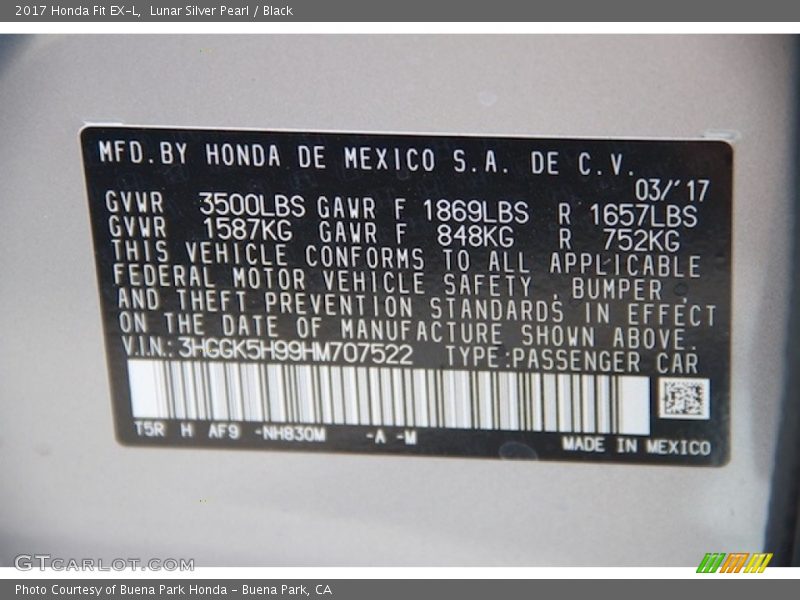 2017 Honda Fit EX-L,  Lunar Silver Pearl / Black
MFD.BY HONDA DE MEXICO S.A. DE C.V.
03/'17
GVWR 3500LBS GAWR F 1869LBS R 1657LBS
GVWR 1587KG GAWR F 848KG R 752KG
THIS VEHICLE CONFORMS TO ALL APPLICABLE
FEDERAL MOTOR VEHICLE SAFETY , BUMPER ,
AND THEFT PREVENTION STANDARDS IN EFFECT
ON THE DATE OF MANUFACTURE SHOWN ABOVE.
V.I.N.: 3HGGK5H99HM707522 TYPE:PASSENGER CAR
T5R H AF9 -NH830M -A -M
MADE IN MEXICO
GTCARLOT.COM
Photo Courtesy of Buena Park Honda - Buena Park, CA